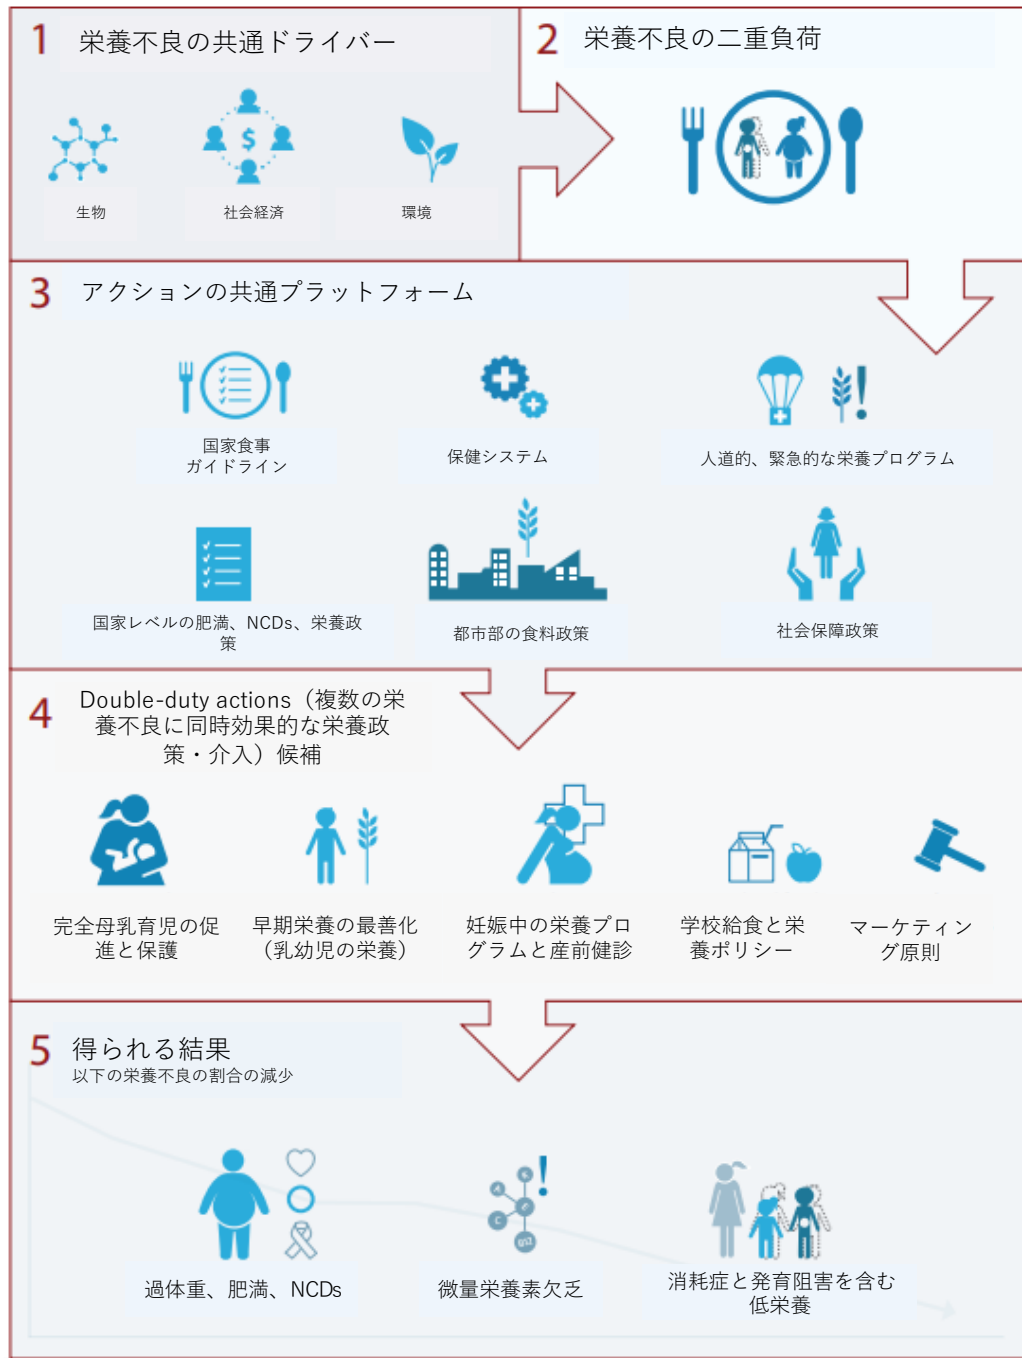 1 栄養不良の共通ドライバー
2 栄養不良の二重負荷
$
生物
社会経済
環境
3 アクションの共通プラットフォーム
国家食事
ガイドライン
保健システム
人道的、緊急的な栄養プログラム
国家レベルの肥満、NCDs、栄養政
策
都市部の食料政策
社会保障政策
4 Double-duty actions（複数の栄
養不良に同時効果的な栄養政
策・介入）候補
完全母乳育児の促
進と保護
早期栄養の最善化
（乳幼児の栄養）
妊娠中の栄養プロ
グラムと産前健診
学校給食と栄
養ポリシー
マーケティン
グ原則
5 得られる結果
以下の栄養不良の割合の減少
A
C
B12
過体重、肥満、NCDs
微量栄養素欠乏
消耗症と発育阻害を含む
低栄養